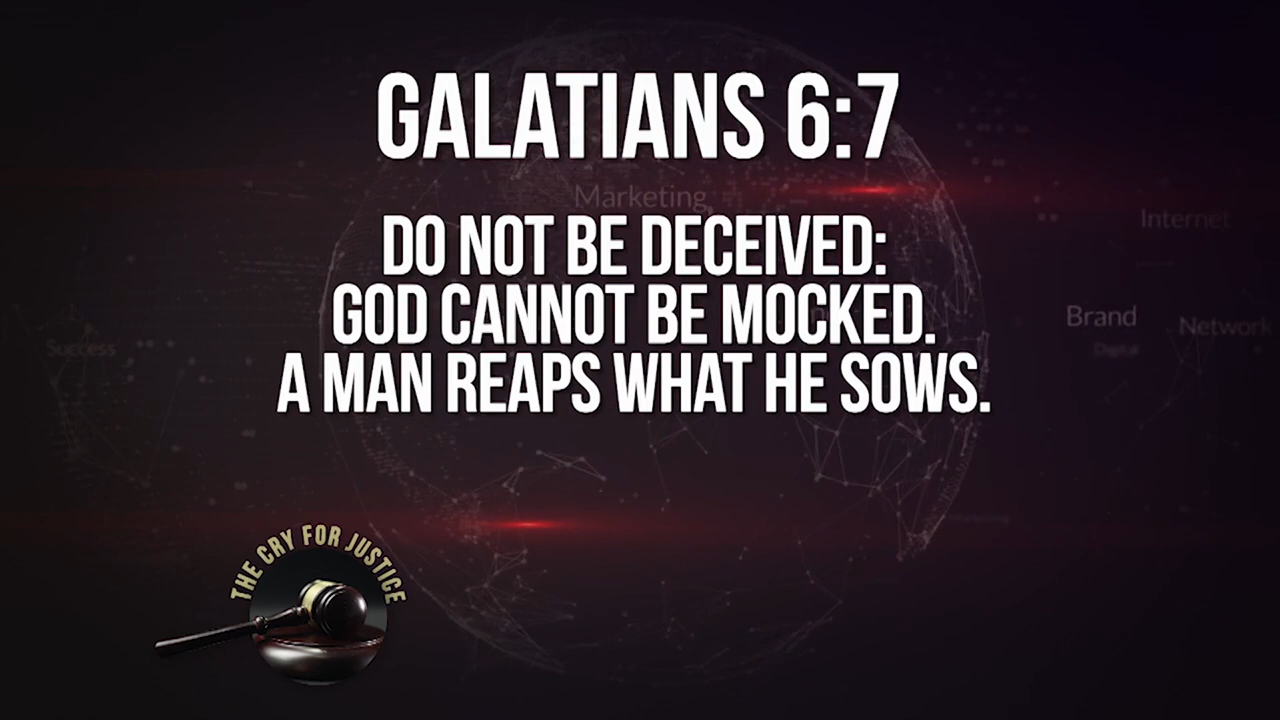 GALATIANS 6:7
Marketing
Internet
DO NOT BE DECEIVED:
GOD CANNOT BE MOCKED.
Brand
Network
Success
Digital
A MAN REAPS WHAT HE SOWS.
THE CRY FOR JUSTICE